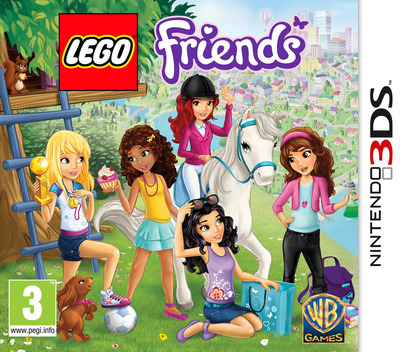 LEGO
Friends
NINTENDO 3DS
3
www.pegi.info
WB
GAMES